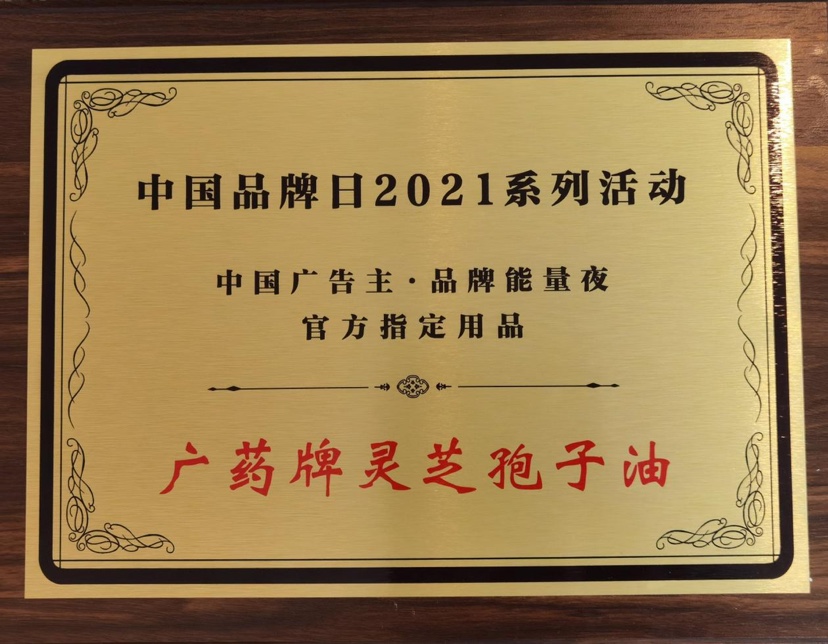 中国品牌日2021系列活动
中国广告主·品牌能量夜
官方指定用品
广药牌灵芝孢子油